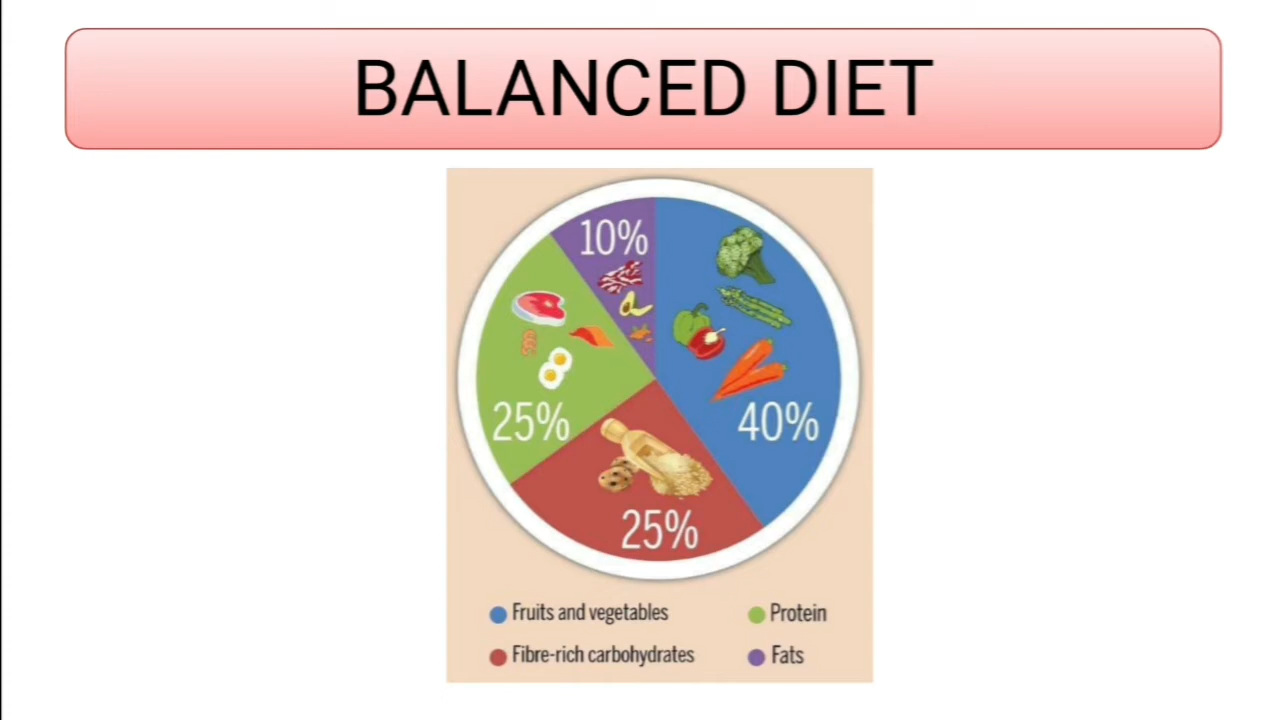 BALANCED DIET
10%
25%
40%
25%
Fruits and vegetables
Protein
Fibre-rich carbohydrates
Fats